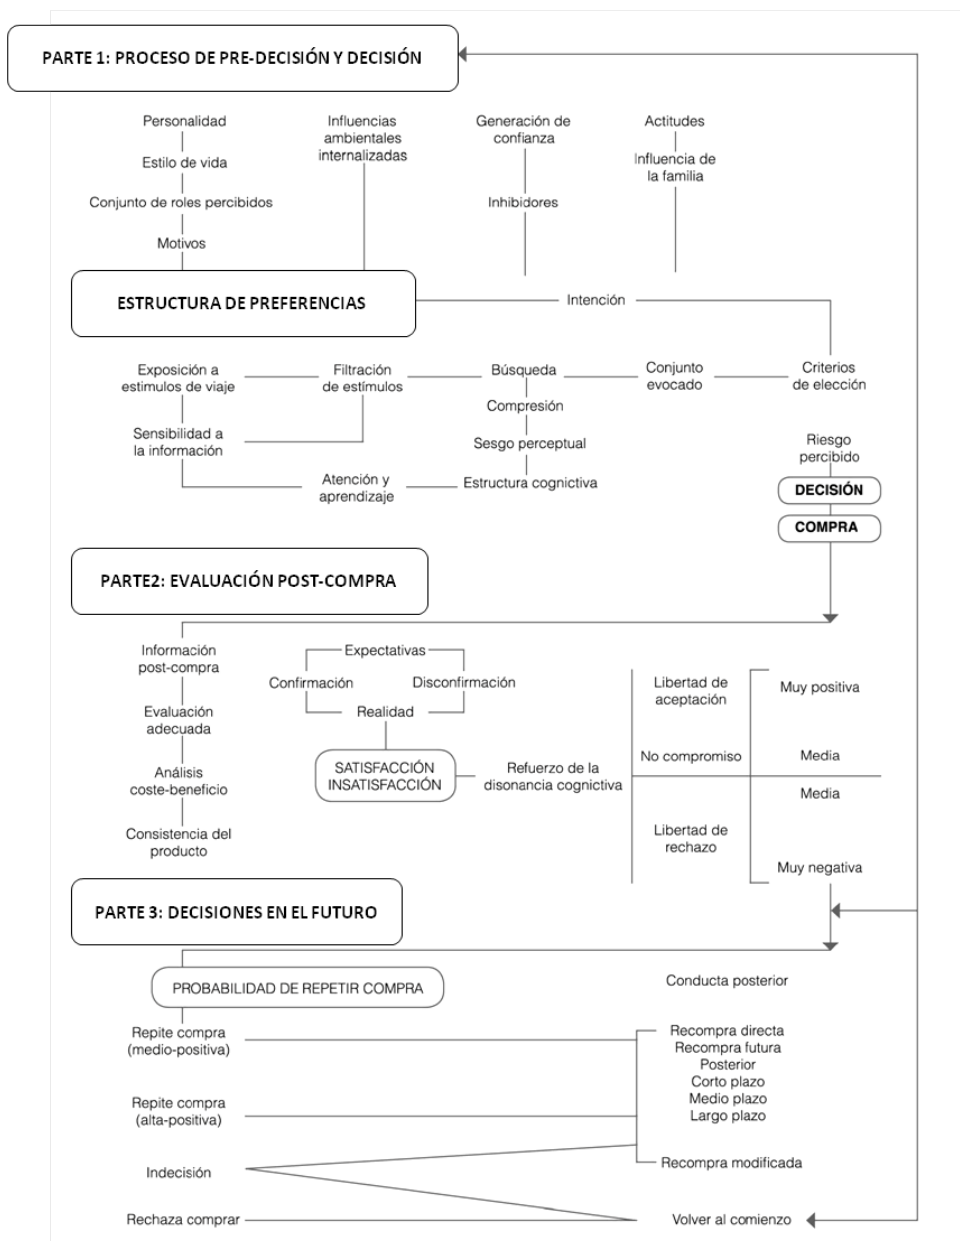 PARTE 1: PROCESO DE PRE-DECISIÓN Y DECISIÓN
Personalidad
Estilo de vida
Conjunto de roles percibidos
Motivos
Influencias
ambientales
internalizadas
Generación de
confianza
Inhibidores
Actitudes
Influencia de
la familia
ESTRUCTURA DE PREFERENCIAS
Intención
Exposición a
estimulos de viaje
Filtración
de estímulos
Búsqueda
Conjunto
evocado
Criterios
de elección
Sensibilidad a
la información
Compresión
Sesgo perceptual
Atención y
aprendizaje
Estructura cognictiva
Riesgo
percibido
DECISIÓN
COMPRA
PARTE2: EVALUACIÓN POST-COMPRA
Información
post-compra
Evaluación
adecuada
Análisis
coste-beneficio
Consistencia del
producto
Expectativas
Confirmación
Disconfirmación
Realidad
SATISFACCIÓN
INSATISFACCIÓN
Refuerzo de la
disonancia cognictiva
Libertad de
aceptación
No compromiso
Libertad de
rechazo
Muy positiva
Media
Media
Muy negativa
PARTE 3: DECISIONES EN EL FUTURO
PROBABILIDAD DE REPETIR COMPRA
Conducta posterior
Repite compra
(medio-positiva)
Repite compra
(alta-positiva)
Indecisión
Rechaza comprar
Recompra directa
Recompra futura
Posterior
Corto plazo
Medio plazo
Largo plazo
Recompra modificada
Volver al comienzo